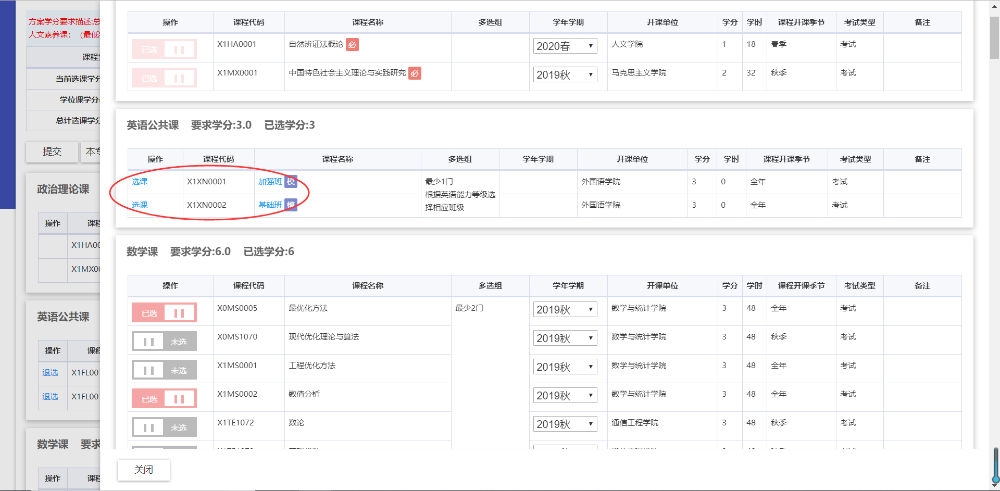 方案学分要求描述:总
人文素养课： （最低
课程
当前选课学分
学位课学分
总计选课学分
提交 本专
政治理论课
操作 课程
X1HA00
X1MX00
英语公共课
操作 课程
退选 X1FL00
退选 X1FL00
数学课 要求
操作 课程
操作 课程代码 课程名称 多选组 学年学期 开课单位 学分 学时 课程开课季节 考试类型 备注
已选 X1HA0001 自然辨证法概论 必 2020春 人文学院 1 18 春季 考试
已选 X1MX0001 中国特色社会主义理论与实践研究 必 2019秋 马克思主义学院 2 32 秋季 考试
英语公共课 要求学分:3.0 已选学分:3
操作 课程代码 课程名称 多选组 学年学期 开课单位 学分 学时 课程开课季节 考试类型 备注
选课 X1XN0001 加强班 模 最少1门 外国语学院 3 0 全年 考试
根据英语能力等级选
选课 X1XN0002 基础班 模 择相应班级 外国语学院 3 0 全年 考试
数学课 要求学分:6.0 已选学分:6
操作 课程代码 课程名称 多选组 学年学期 开课单位 学分 学时 课程开课季节 考试类型 备注
已选 X0MS0005 最优化方法 最少2门 2019秋 数学与统计学院 3 48 全年 考试
未选 X0MS1070 现代优化理论与算法 2019秋 数学与统计学院 3 48 秋季 考试
未选 X1MS0001 工程优化方法 2019秋 数学与统计学院 3 48 全年 考试
已选 X1MS0002 数值分析 2019秋 数学与统计学院 3 48 全年 考试
未选 X1TE1072 数论 2019秋 通信工程学院 3 48 秋季 考试
关闭